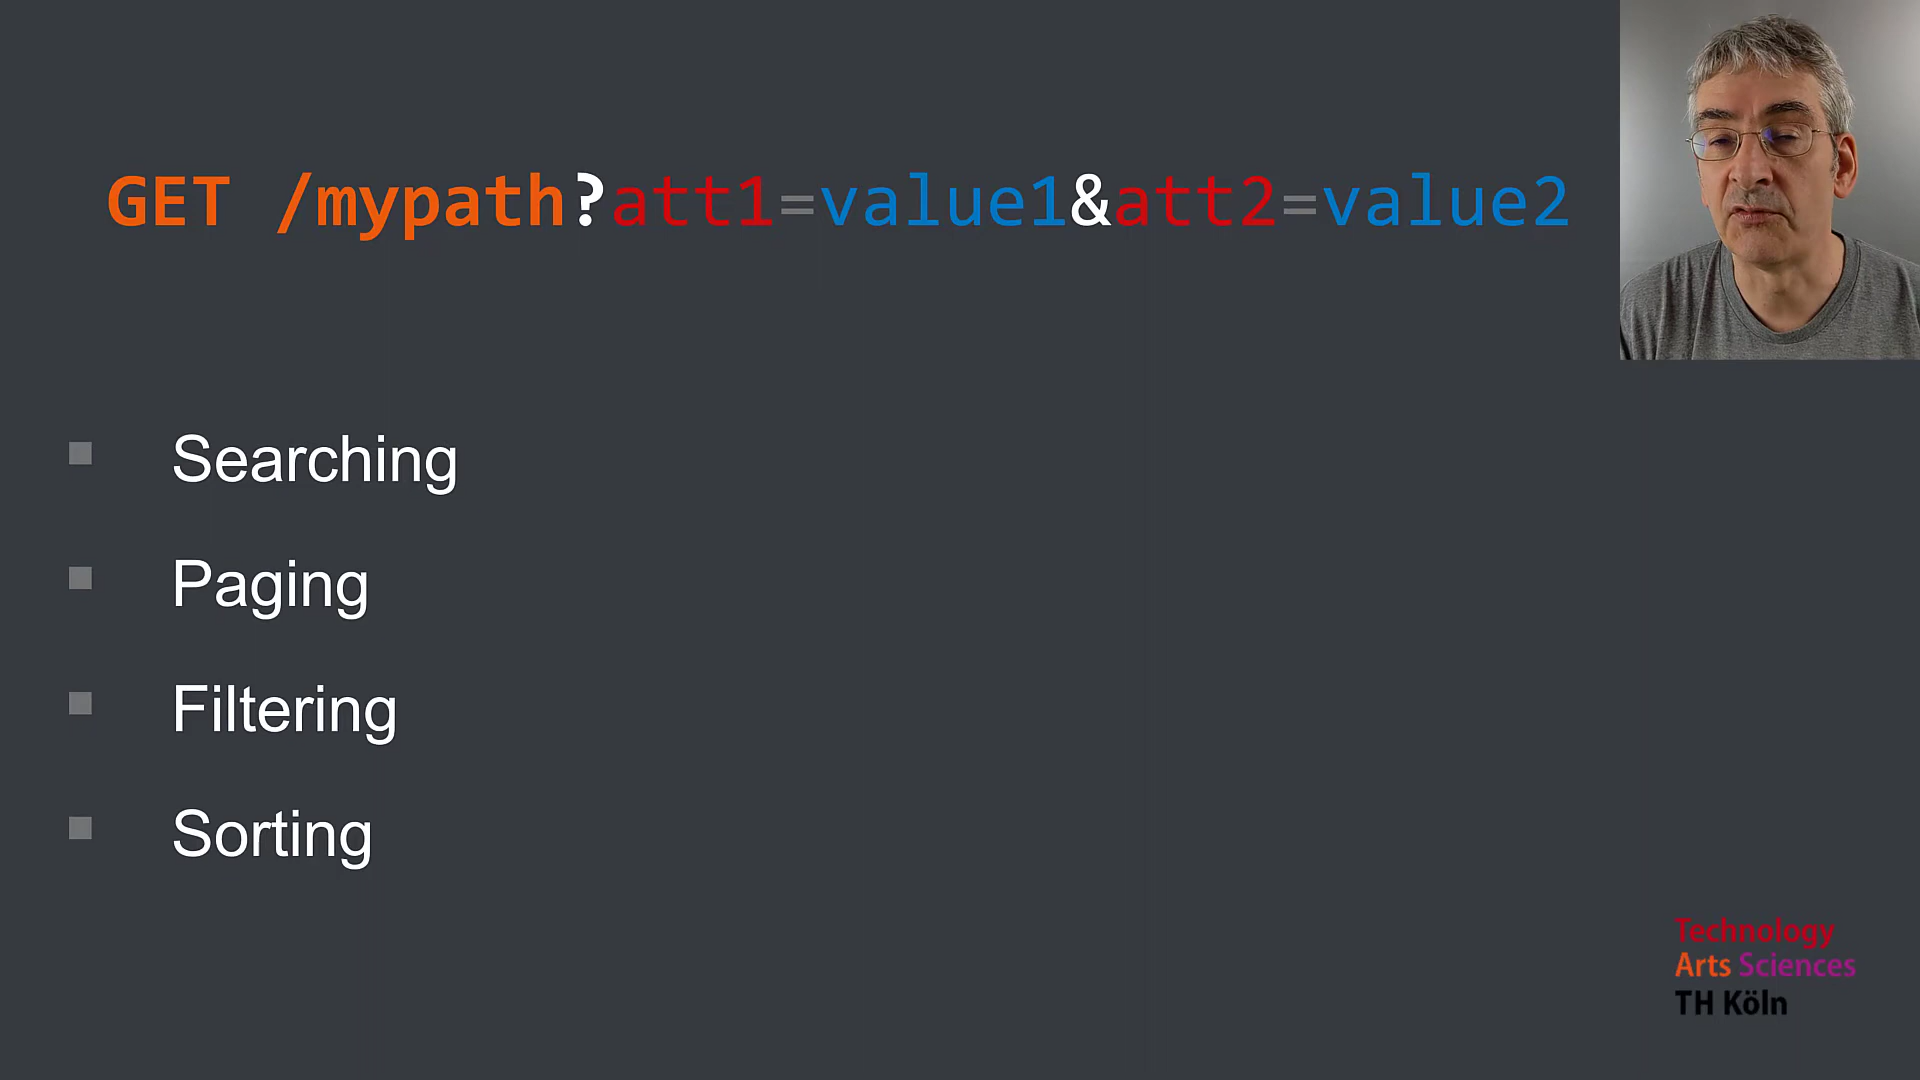 GET /mypath?att1=value1&att2=value2
Searching
Paging
Filtering
Sorting
Technology
Arts Sciences
TH Köln